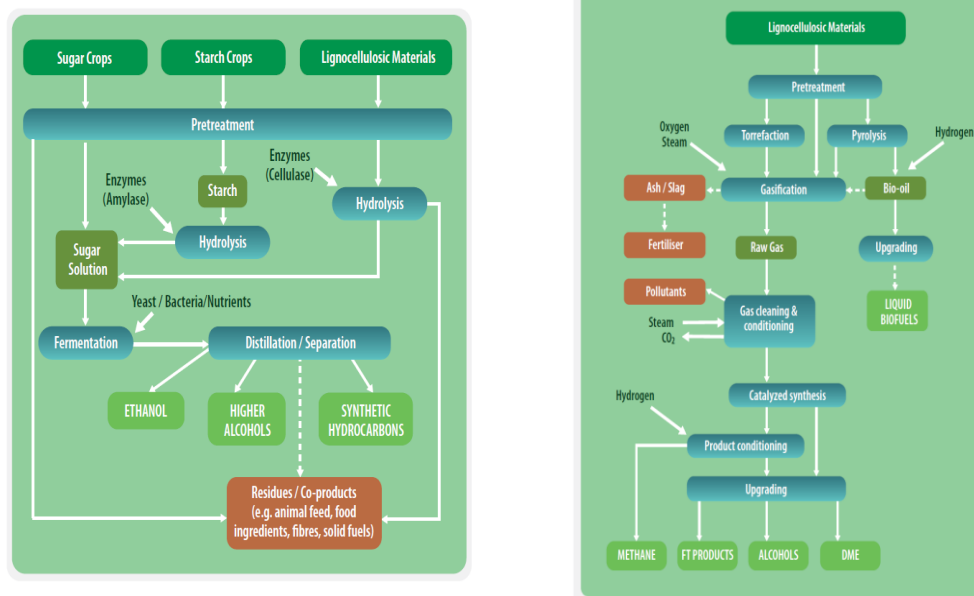 Sugar Crops
Starch Crops
Lignocellulosic Materials
Pretreatment
Enzymes
(Amylase)
Starch
Enzymes
(Cellulase)
Hydrolysis
Hydrolysis
Sugar
Solution
Yeast / Bacteria/Nutrients
Fermentation
Distillation / Separation
ETHANOL
HIGHER
ALCOHOLS
SYNTHETIC
HYDROCARBONS
Residues / Co-products
(e.g. animal feed, food
ingredients, fibres, solid fuels)
Lignocellulosic Materials
Pretreatment
Oxygen
Steam
Torrefaction
Pyrolysis
Hydrogen
Ash / Slag
Gasification
Bio-oil
Fertiliser
Raw Gas
Upgrading
Pollutants
Gas cleaning &
conditioning
LIQUID
BIOFUELS
Steam
CO₂
Catalyzed synthesis
Hydrogen
Product conditioning
Upgrading
METHANE
FT PRODUCTS
ALCOHOLS
DME